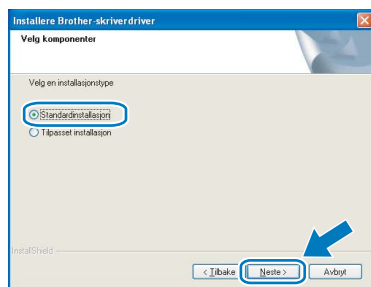 Installere Brother-skriverdriver
Velg komponenter
Velg en installasjonstype
Standardinstallasjon
Tilpasset installasjon
InstallShield
< Tilbake Neste > Avbryt